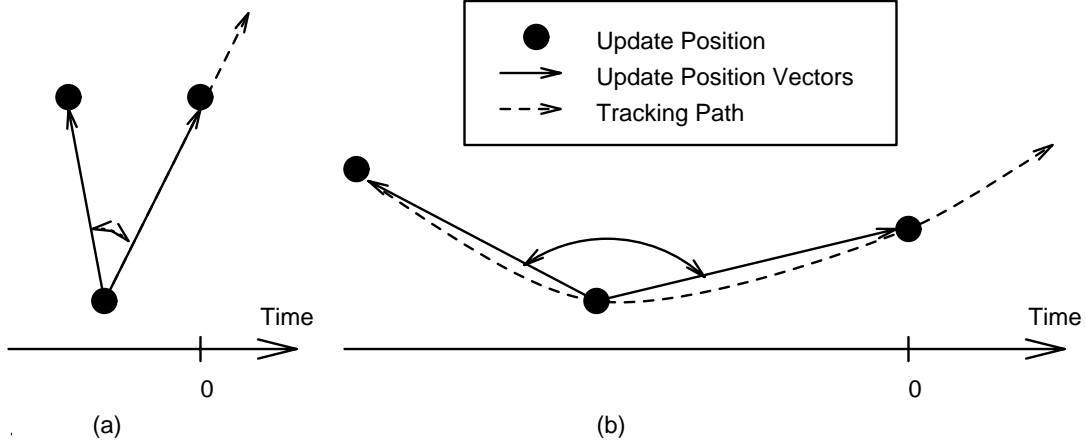 Update Position
Update Position Vectors
Tracking Path
Time
0
(a)
Time
0
(b)